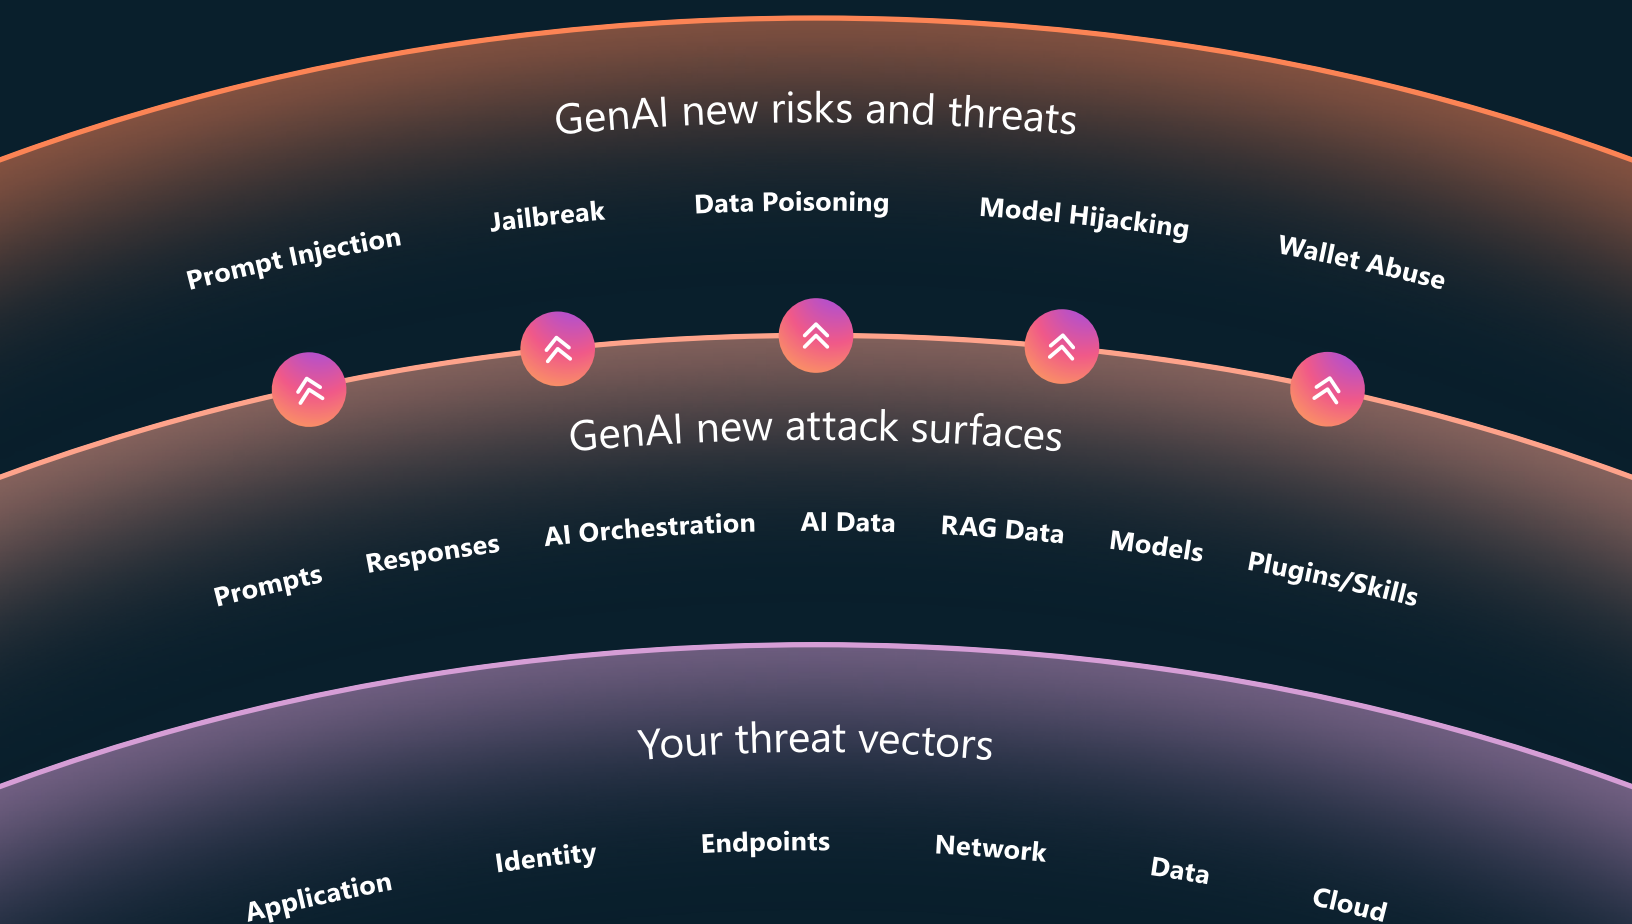 GenAI new risks and threats
Prompt Injection
Jailbreak
Data Poisoning
Model Hijacking
Wallet Abuse
GenAI new attack surfaces
Prompts
Responses
AI Orchestration
AI Data
RAG Data
Models
Plugins/Skills
Your threat vectors
Application
Identity
Endpoints
Network
Data
Cloud